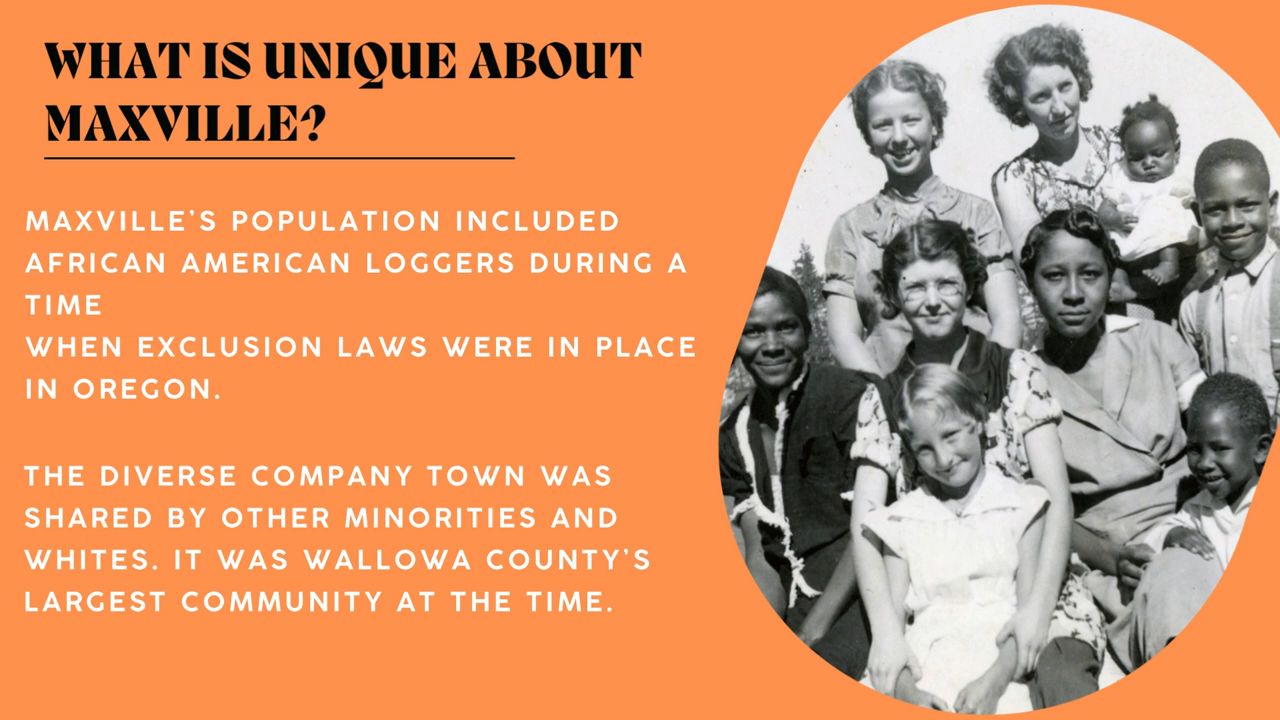 WHAT IS UNIQUE ABOUT
MAXVILLE?
MAXVILLE'S POPULATION INCLUDED
AFRICAN AMERICAN LOGGERS DURING A
TIME
WHEN EXCLUSION LAWS WERE IN PLACE
IN OREGON.
THE DIVERSE COMPANY TOWN WAS
SHARED BY OTHER MINORITIES AND
WHITES. IT WAS WALLOWA COUNTY'S
LARGEST COMMUNITY AT THE TIME.